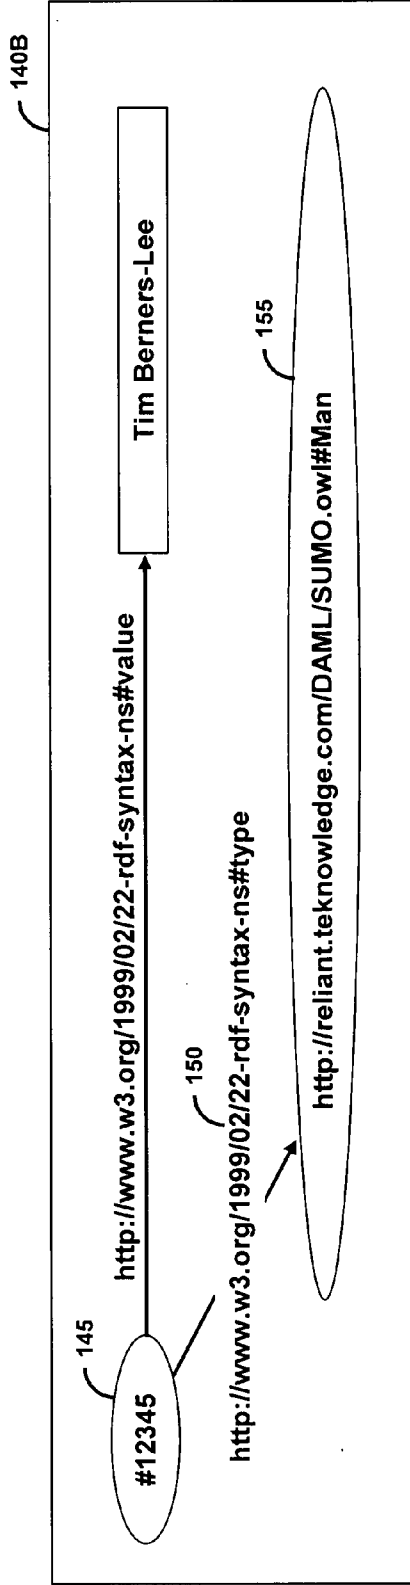 140B
145
#12345
http://www.w3.org/1999/02/22-rdf-syntax-ns#value
Tim Berners-Lee
150
http://www.w3.org/1999/02/22-rdf-syntax-ns#type
155
http://reliant.teknowledge.com/DAML/SUMO.owl#Man